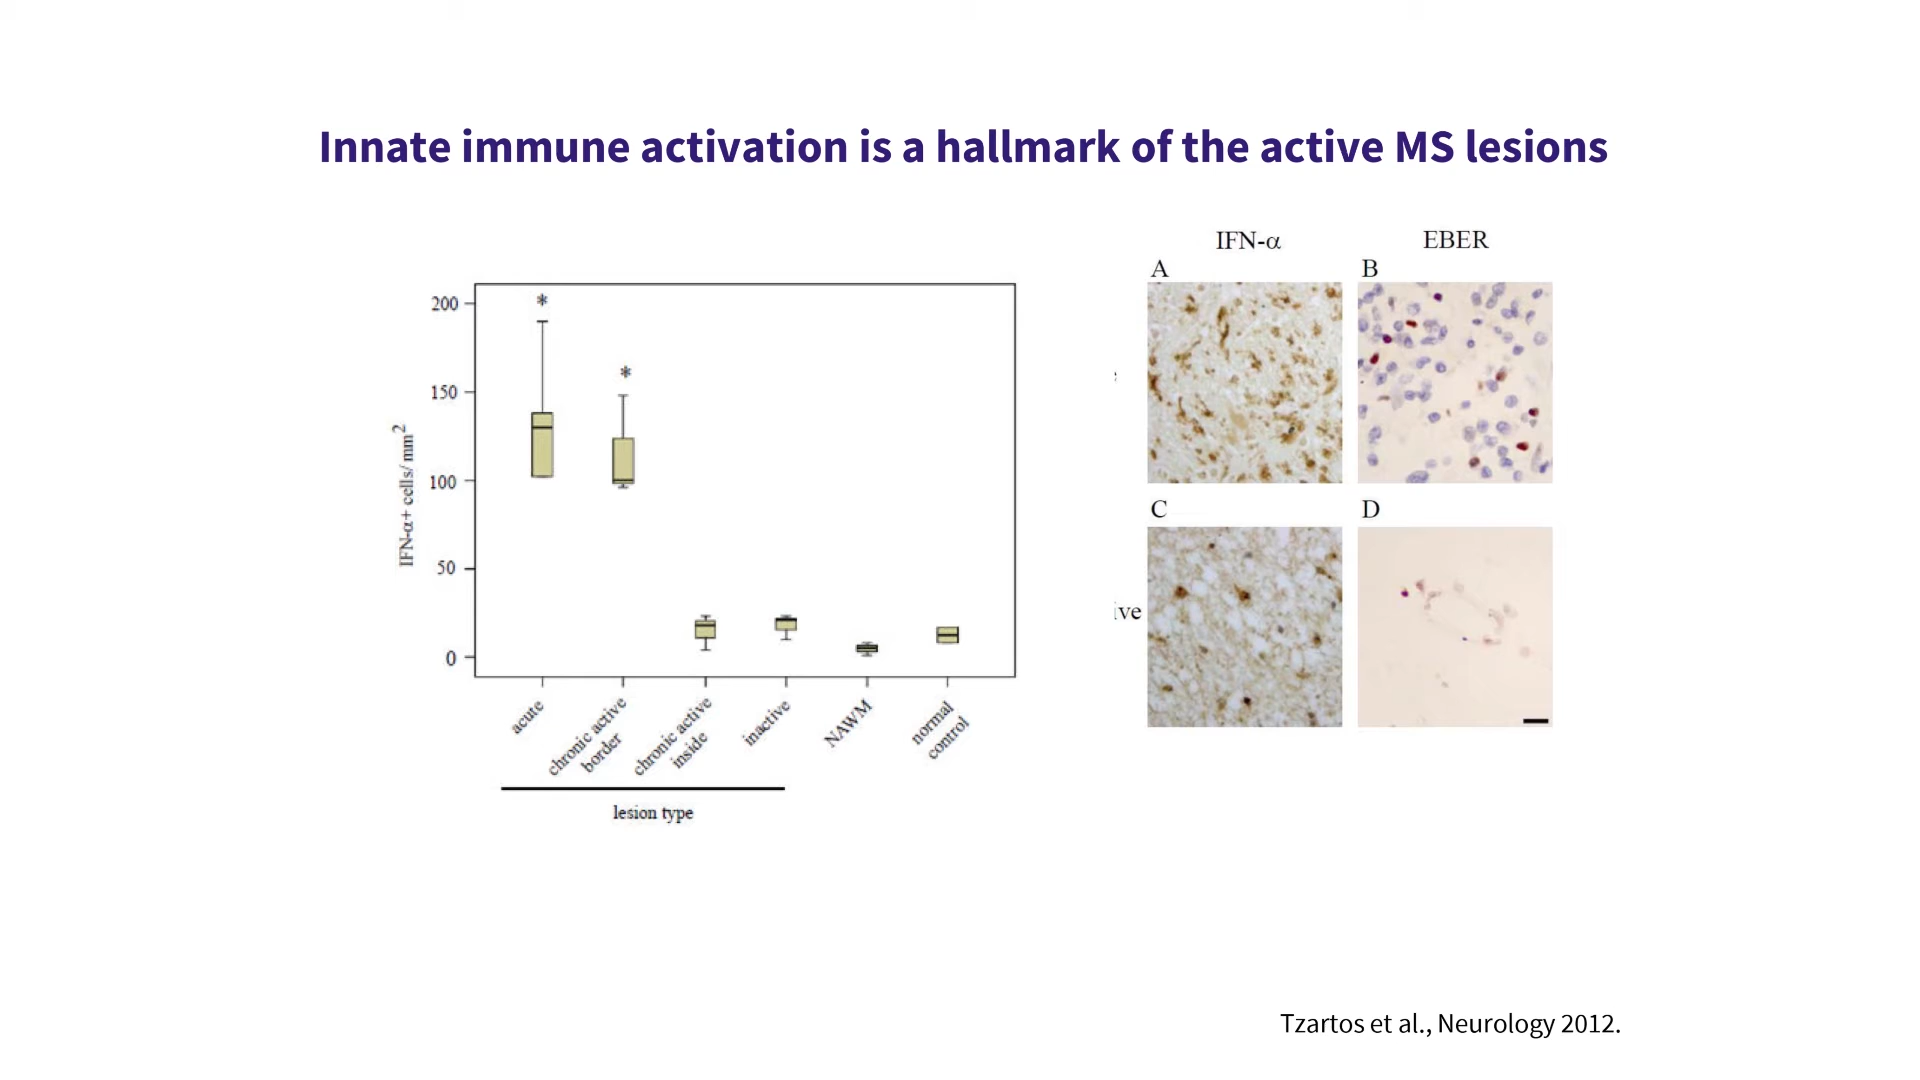 Innate immune activation is a hallmark of the active MS lesions
IFN-α+ cells/ mm2
200
150
100
50
0
*
*
acute
chronic active
border
chronic active
inside
inactive
NAWM
normal
control
lesion type
IFN-α
EBER
A
B
C
D
ive
Tzartos et al., Neurology 2012.